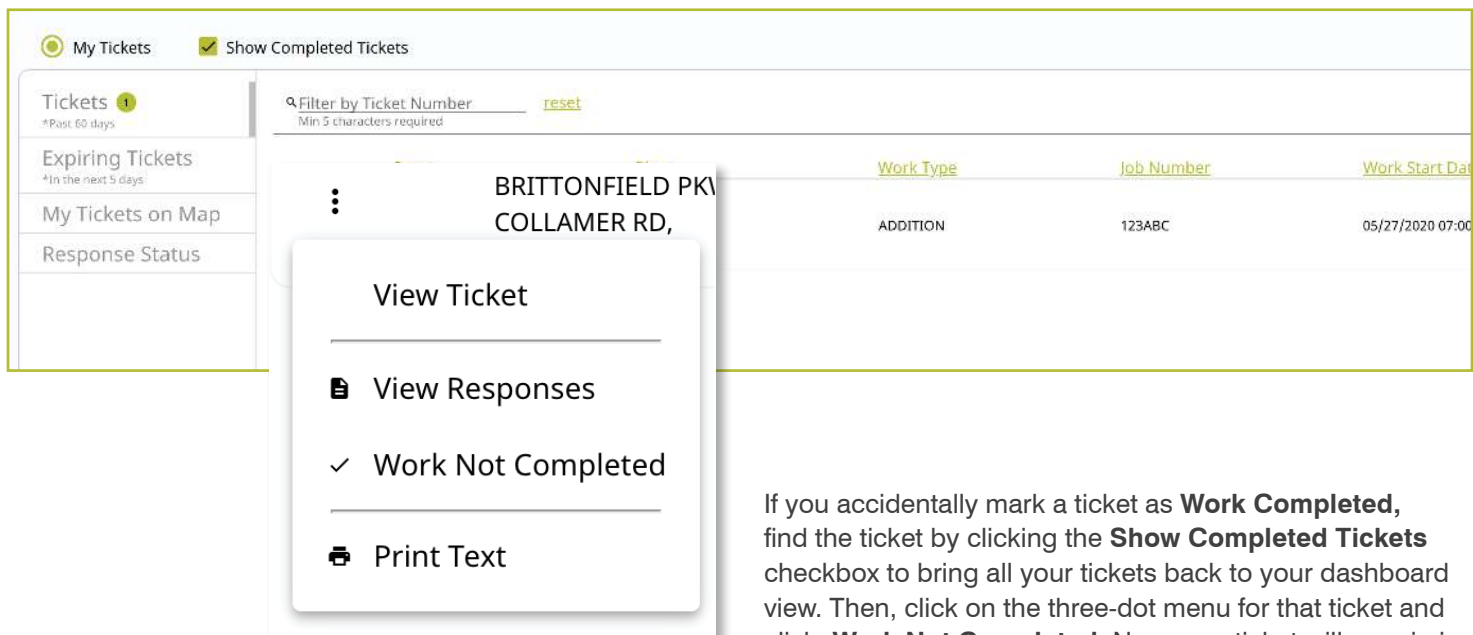 My Tickets Show Completed Tickets
Tickets 1
*Past 60 days
Expiring Tickets
*In the next 5 days
My Tickets on Map
Response Status
Filter by Ticket Number reset
Min 5 characters required
Work Type Job Number Work Start Dat
ADDITION 123ABC 05/27/2020 07:00
BRITTONFIELD PK
COLLAMER RD,
View Ticket
View Responses
Work Not Completed
Print Text
If you accidentally mark a ticket as Work Completed,
find the ticket by clicking the Show Completed Tickets
checkbox to bring all your tickets back to your dashboard
view. Then, click on the three-dot menu for that ticket and